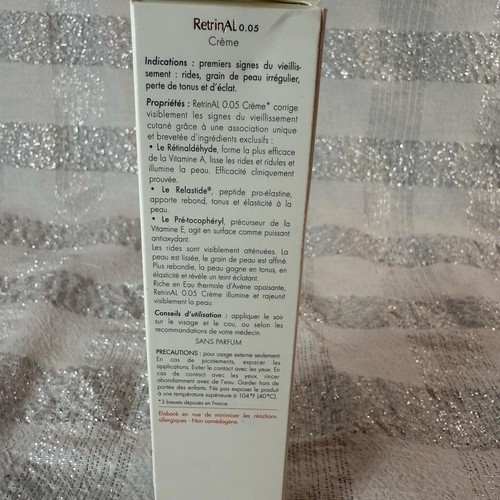 RetrinAL 0.05
Crème
Indications : premiers signes du vieillis-
sement : rides, grain de peau irrégulier,
perte de tonus et d'éclat.
Propriétés : RetrinAL 0.05 Crème* corrige
visiblement les signes du vieillissement
cutané grâce à une association unique
et brevetée d'ingrédients exclusifs :
• Le Rétinaldéhyde, forme la plus efficace
de la Vitamine A, lisse les rides et ridules et
illumine la peau. Efficacité cliniquement
prouvée.
• Le Relastide®, peptide pro-élastine,
apporte rebond, tonus et élasticité à la
peau.
• Le Pré-tocophéryl, précurseur de la
Vitamine E, agit en surface comme puissant
antioxydant.
Les rides sont visiblement atténuées. La
peau est lissée, le grain de peau est affiné.
Plus rebondie, la peau gagne en tonus, en
élasticité et révèle un teint éclatant.
Riche en Eau thermale d'Avène apaisante,
RetrinAL 0.05 Crème illumine et rajeunit
visiblement la peau.
Conseils d'utilisation : appliquer le soir
sur le visage et le cou, ou selon les
recommandations de votre médecin.
SANS PARFUM
PRECAUTIONS : pour usage externe seulement.
En cas de picotements, espacer les
applications. Eviter le contact avec les yeux. En
cas de contact avec les yeux, rincer
abondamment avec de l'eau. Garder hors de
portée des enfants. Ne pas exposer le produit
à une température supérieure à 104°F (40°C).
*3 brevets déposés en France
Elaboré en vue de minimiser les réactions
allergiques - Non comédogène.